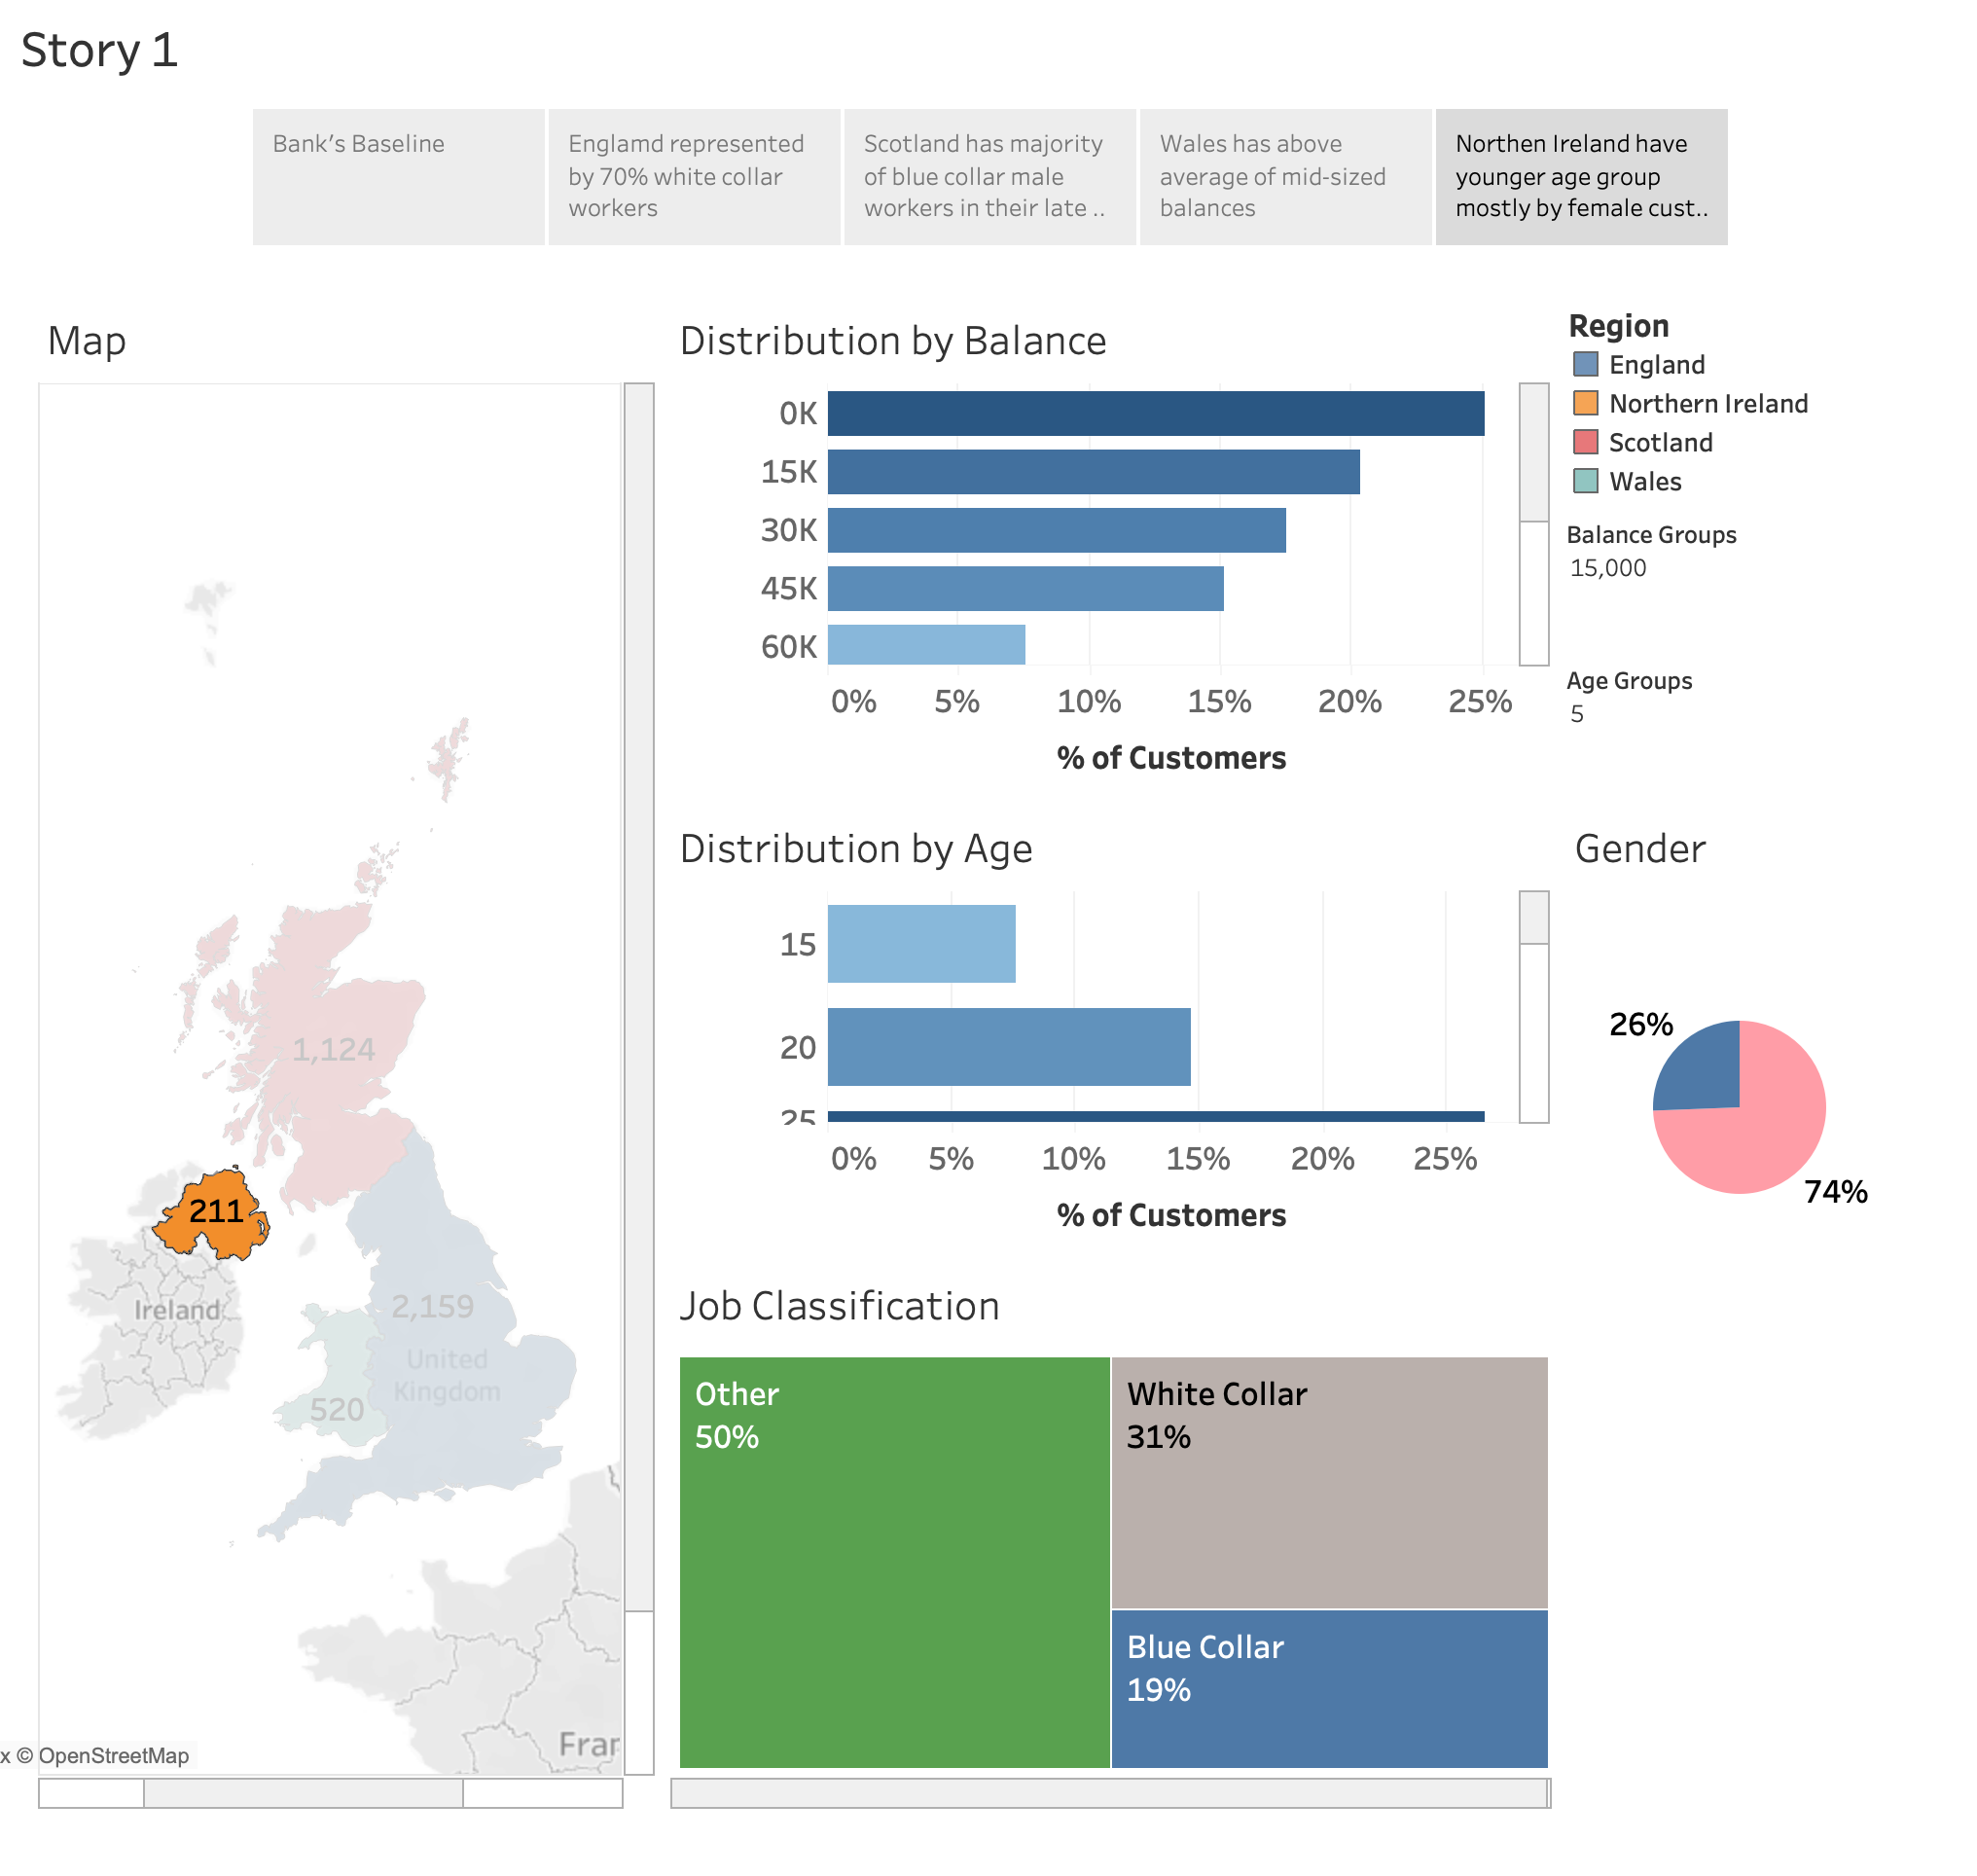 Story 1
Bank's Baseline
Englamd represented
by 70% white collar
workers
Scotland has majority
of blue collar male
workers in their late ..
Wales has above
average of mid-sized
balances
Northen Ireland have
younger age group
mostly by female cust..
Map
1,124
211
Ireland
2,159
United
Kingdom
520
Fran
x © OpenStreetMap
Distribution by Balance
0K
15K
30K
45K
60K
0% 5% 10% 15% 20% 25%
% of Customers
Region
England
Northern Ireland
Scotland
Wales
Balance Groups
15,000
Age Groups
5
Distribution by Age
15
20
25
0% 5% 10% 15% 20% 25%
% of Customers
Gender
26%
74%
Job Classification
Other
50%
White Collar
31%
Blue Collar
19%